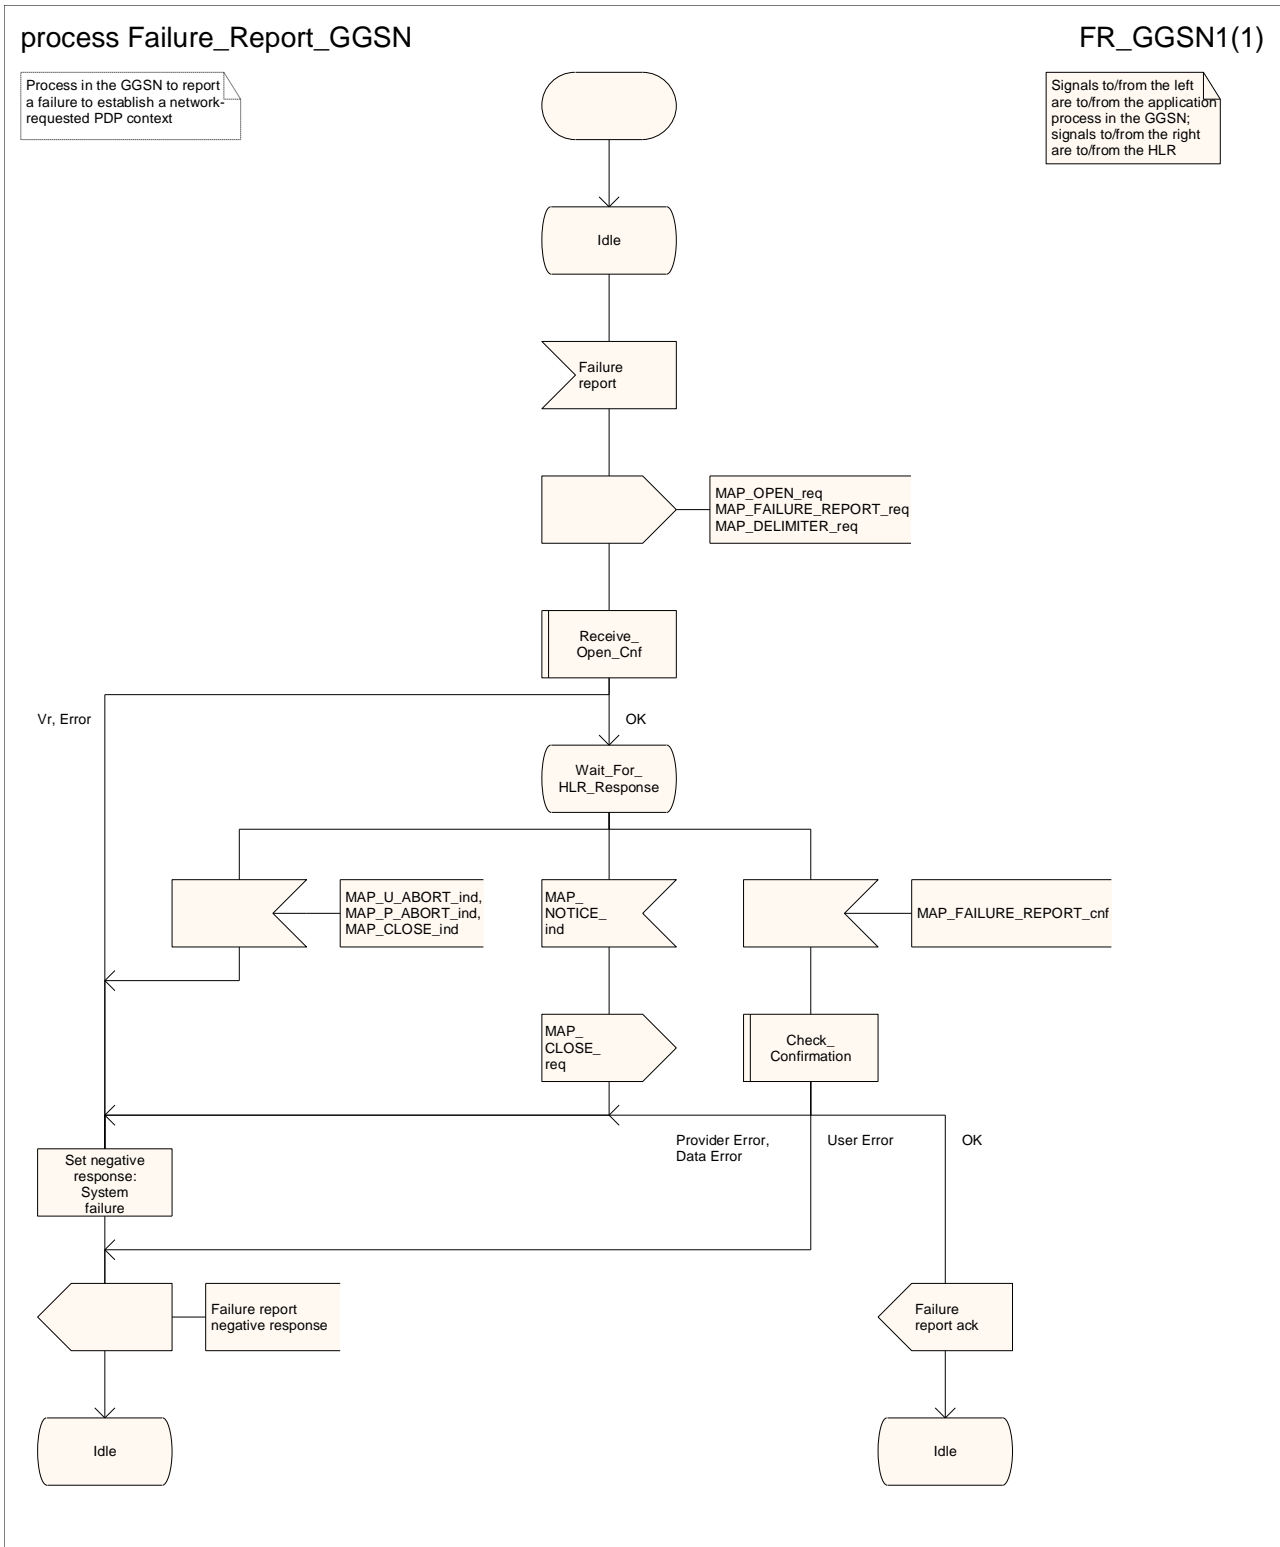 process Failure_Report_GGSN
FR_GGSN1(1)
Process in the GGSN to report
a failure to establish a network-
requested PDP context
Signals to/from the left
are to/from the application
process in the GGSN;
signals to/from the right
are to/from the HLR
Idle
Failure
report
MAP_OPEN_req
MAP_FAILURE_REPORT_req
MAP_DELIMITER_req
Receive_
Open_Cnf
Vr, Error
OK
Wait_For_
HLR_Response
MAP_U_ABORT_ind,
MAP_P_ABORT_ind,
MAP_CLOSE_ind
MAP_
NOTICE_
ind
MAP_FAILURE_REPORT_cnf
MAP_
CLOSE_
req
Check_
Confirmation
Provider Error,
Data Error
User Error
OK
Set negative
response:
System
failure
Failure report
negative response
Failure
report ack
Idle
Idle